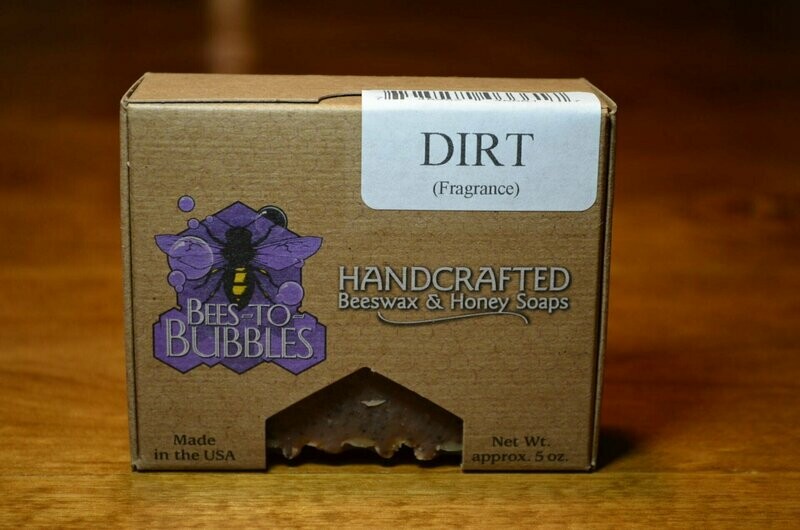 DIRT
(Fragrance)
BEES-TO-
BUBBLES
HANDCRAFTED
Beeswax & Honey Soaps
Made
in the USA
Net Wt.
approx. 5 oz.